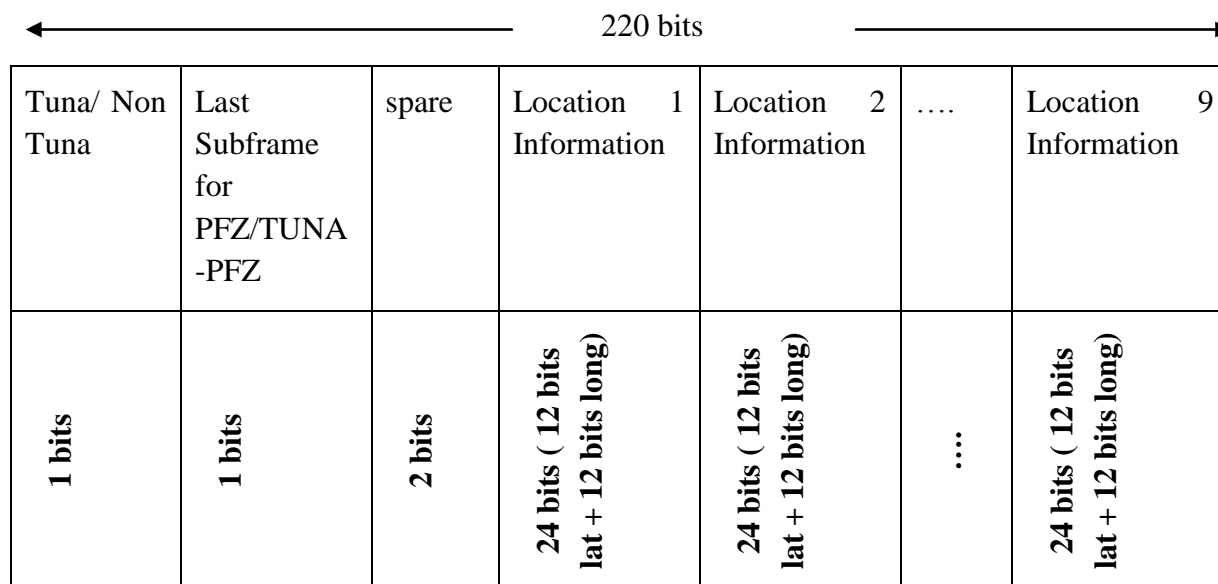 220 bits
Tuna/ Non
Tuna
Last
Subframe
for
PFZ/TUNA
-PFZ
spare
Location 1
Information
Location 2
Information
….
Location 9
Information
1 bits
1 bits
2 bits
24 bits ( 12 bits
lat + 12 bits long)
24 bits ( 12 bits
lat + 12 bits long)
….
24 bits ( 12 bits
lat + 12 bits long)